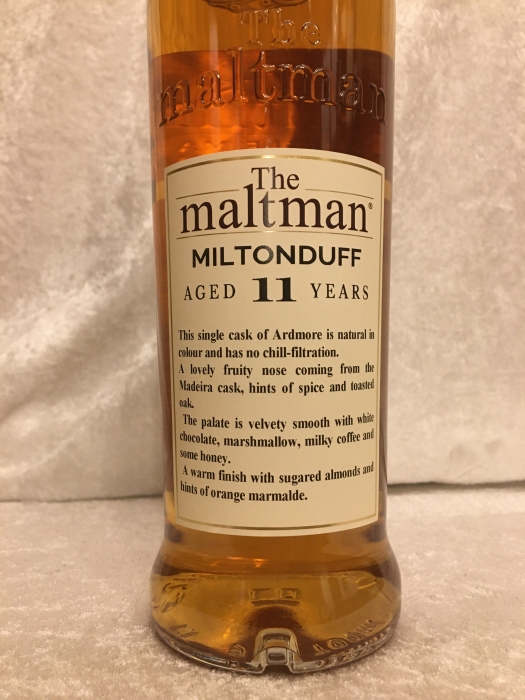 The
maltman
The
maltman®
MILTONDUFF
AGED 11 YEARS
This single cask of Ardmore is natural in
colour and has no chill-filtration.
A lovely fruity nose coming from the
Madeira cask, hints of spice and toasted
oak.
The palate is velvety smooth with white
chocolate, marshmallow, milky coffee and
some honey.
A warm finish with sugared almonds and
hints of orange marmalde.